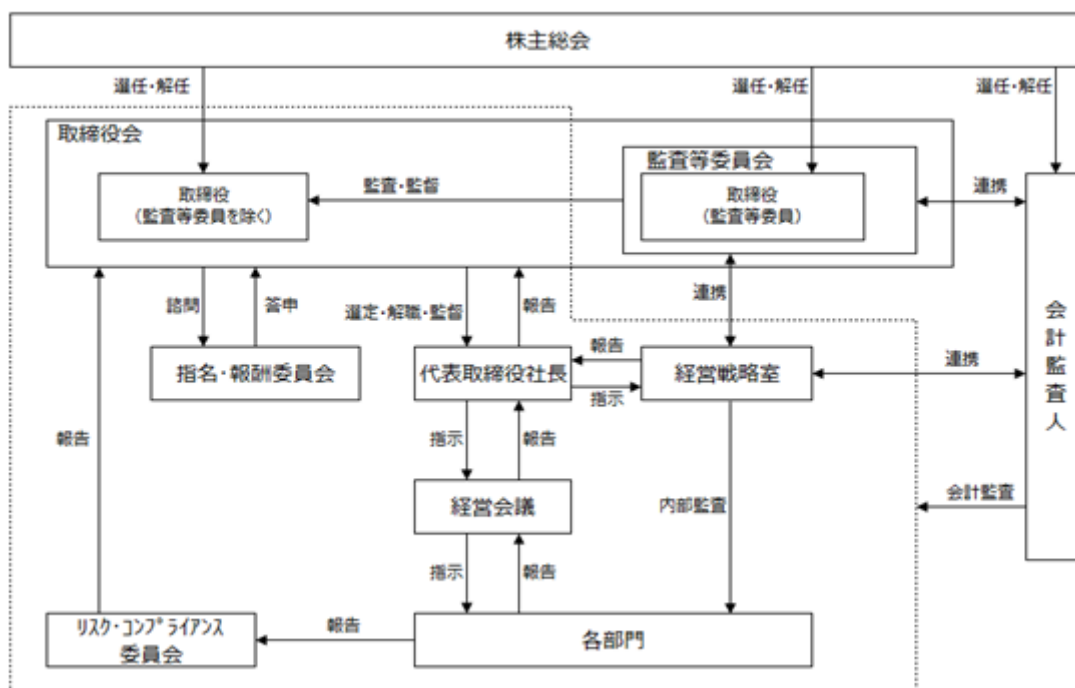 株主総会
選任・解任
選任・解任
選任・解任
取締役会
監査等委員会
取締役
（監査等委員を除く）
監査・監督
取締役
（監査等委員）
連携
会計監査人
諮問
答申
選定・解職・監督
報告
連携
指名・報酬委員会
代表取締役社長
報告
指示
経営戦略室
連携
報告
指示
報告
経営会議
内部監査
会計監査
指示
報告
リスク・コンプライアンス
委員会
報告
各部門